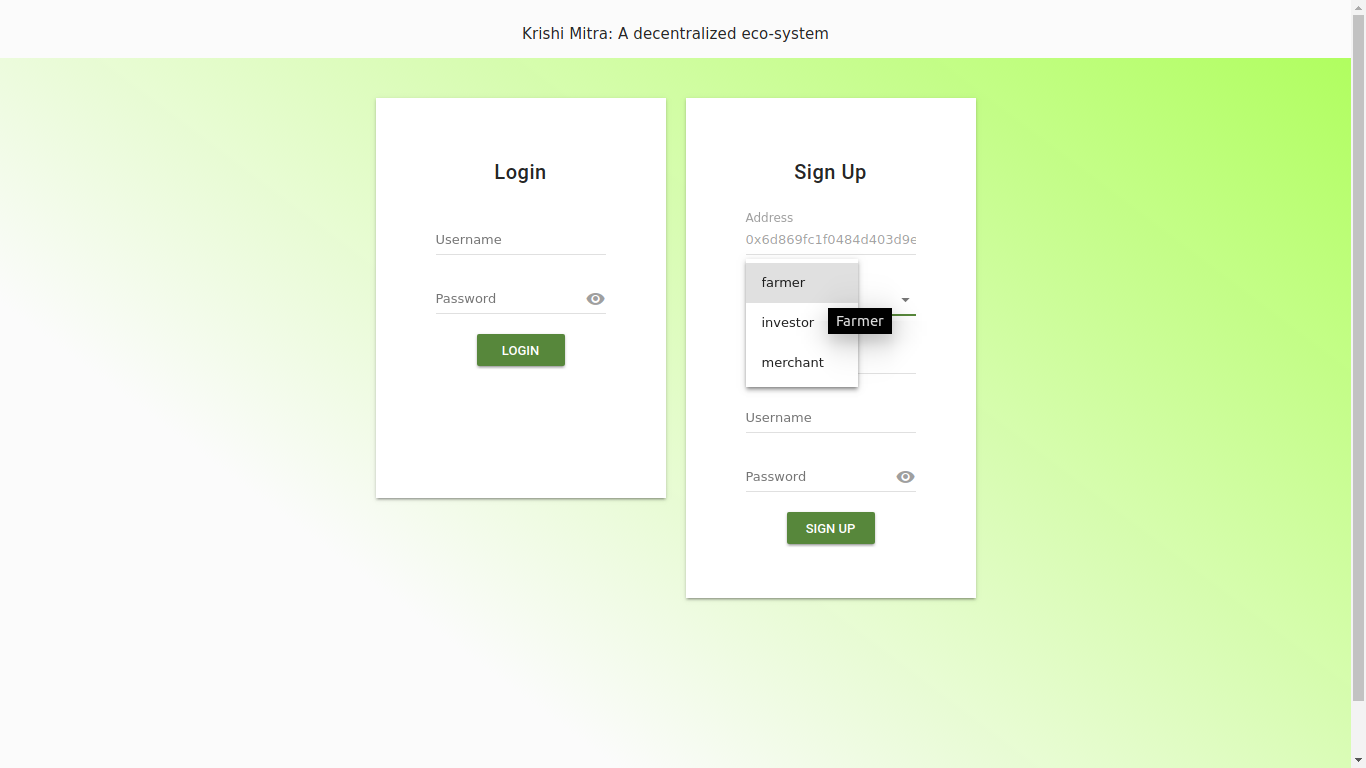 Krishi Mitra: A decentralized eco-system
Login
Username
Password
LOGIN
Sign Up
Address
0x6d869fc1f0484d403d9e
farmer
investor
Farmer
merchant
Username
Password
SIGN UP